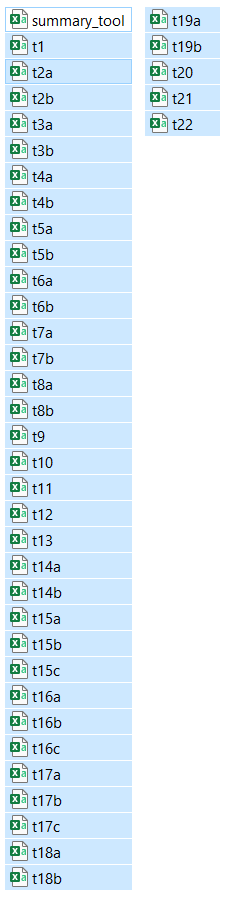 summary_tool
t1
t2a
t2b
t3a
t3b
t4a
t4b
t5a
t5b
t6a
t6b
t7a
t7b
t8a
t8b
t9
t10
t11
t12
t13
t14a
t14b
t15a
t15b
t15c
t16a
t16b
t16c
t17a
t17b
t17c
t18a
t18b
t19a
t19b
t20
t21
t22